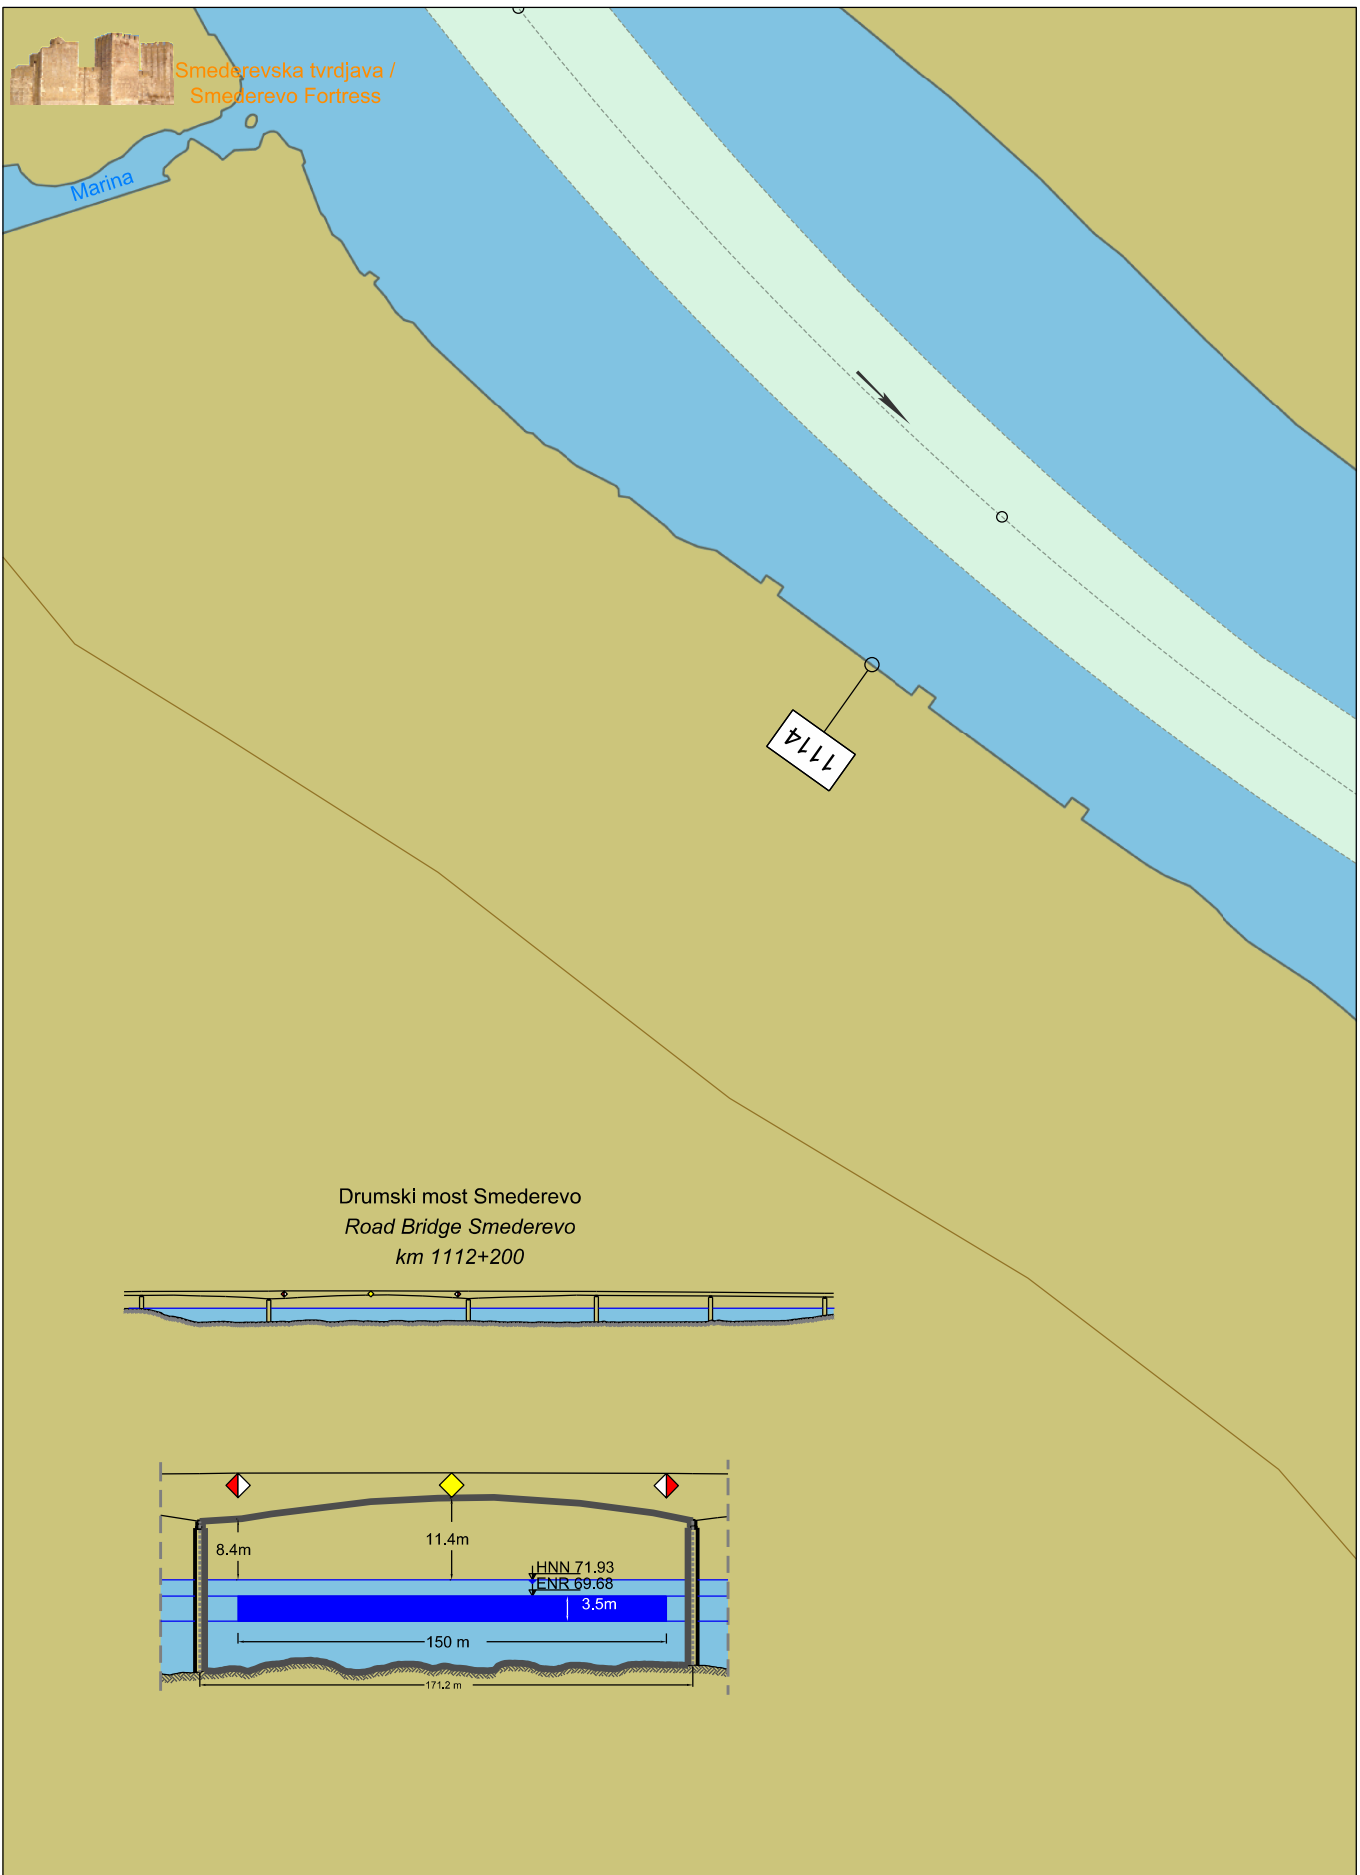 Smederevska tvrdjava /
Smederevo Fortress
Marina
1114
Drumski most Smederevo
Road Bridge Smederevo
km 1112+200
8.4m
11.4m
HNN 71.93
ENR 69.68
3.5m
150 m
171.2 m